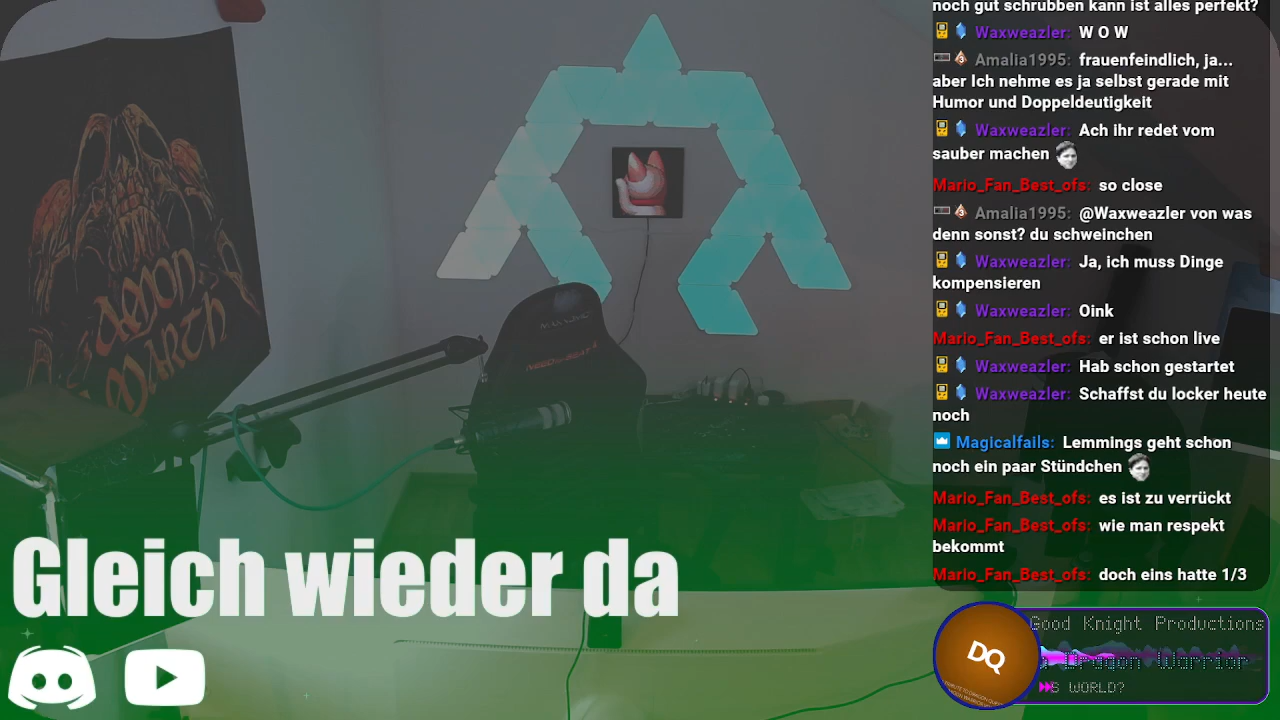 noch gut schrubben kann ist alles perfekt?
Waxweazler: W O W
Amalia1995: frauenfeindlich, ja...
aber Ich nehme es ja selbst gerade mit
Humor und Doppeldeutigkeit
Waxweazler: Ach ihr redet vom
sauber machen
Mario_Fan_Best_ofs: so close
Amalia1995: @Waxweazler von was
denn sonst? du schweinchen
Waxweazler: Ja, ich muss Dinge
kompensieren
Waxweazler: Oink
Mario_Fan_Best_ofs: er ist schon live
Waxweazler: Hab schon gestartet
Waxweazler: Schaffst du locker heute
noch
Magicalfails: Lemmings geht schon
noch ein paar Stündchen
Mario_Fan_Best_ofs: es ist zu verrückt
Mario_Fan_Best_ofs: wie man respekt
bekommt
Mario_Fan_Best_ofs: doch eins hatte 1/3
AMON
AMARTH
Gleich wieder da
DQ
Good Knight Productions
Dragon Warrior
WORLD?